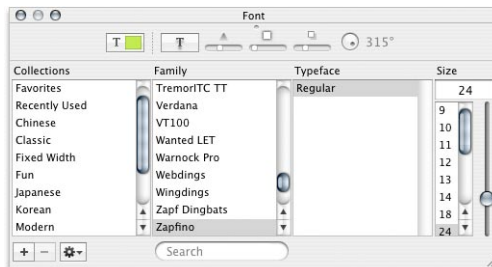 Font
T T 315°
Collections Family Typeface Size
Favorites TremorITC TT Regular 24
Recently Used Verdana 9
Chinese VT100 10
Classic Wanted LET 11
Fixed Width Warnock Pro 12
Fun Webdings 13
Japanese Wingdings 14
Korean Zapf Dingbats 18
Modern Zapfino 24
Search